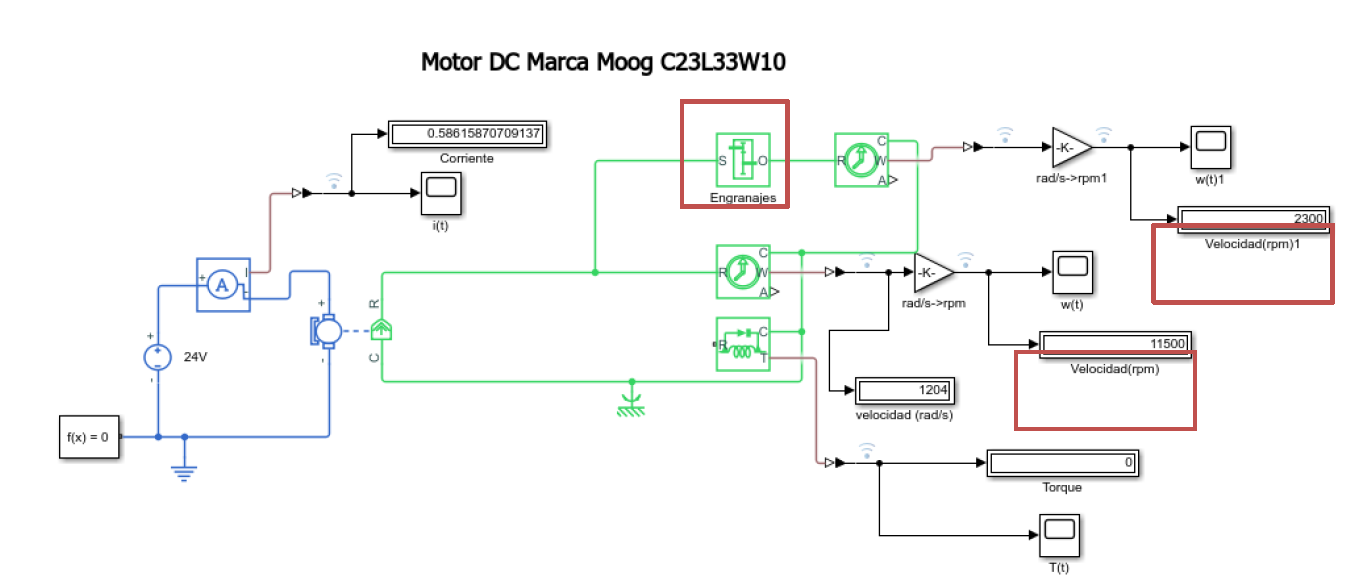 Motor DC Marca Moog C23L33W10
0.58615870709137
Corriente
i(t)
S
O
Engranajes
R
C
W
A
-K-
rad/s->rpm1
w(t)1
2300
Velocidad(rpm)1
+
A
I
-
R
C
W
A
-K-
rad/s->rpm
w(t)
11500
Velocidad(rpm)
+
-
24V
+
-
R
C
R
C
T
1204
velocidad (rad/s)
f(x) = 0
0
Torque
T(t)